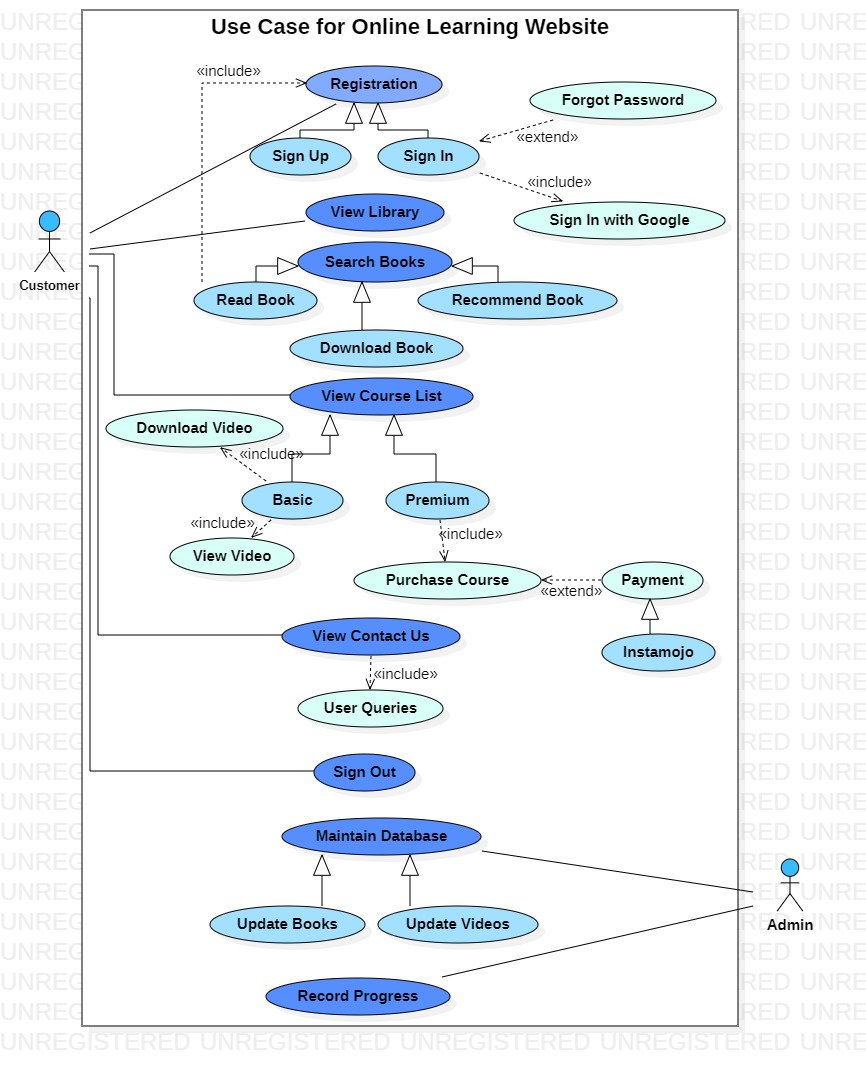 Use Case for Online Learning Website
«include»
Registration
Forgot Password
«extend»
Sign Up
Sign In
«include»
View Library
Sign In with Google
Customer
Search Books
Read Book
Recommend Book
Download Book
View Course List
Download Video
«include»
Basic
Premium
«include»
«include»
View Video
Purchase Course
Payment
«extend»
View Contact Us
Instamojo
«include»
User Queries
Sign Out
Maintain Database
Update Books
Update Videos
Admin
Record Progress
UNREGISTERED UNREGISTERED UNREGISTERED UNREGISTERED UNRE